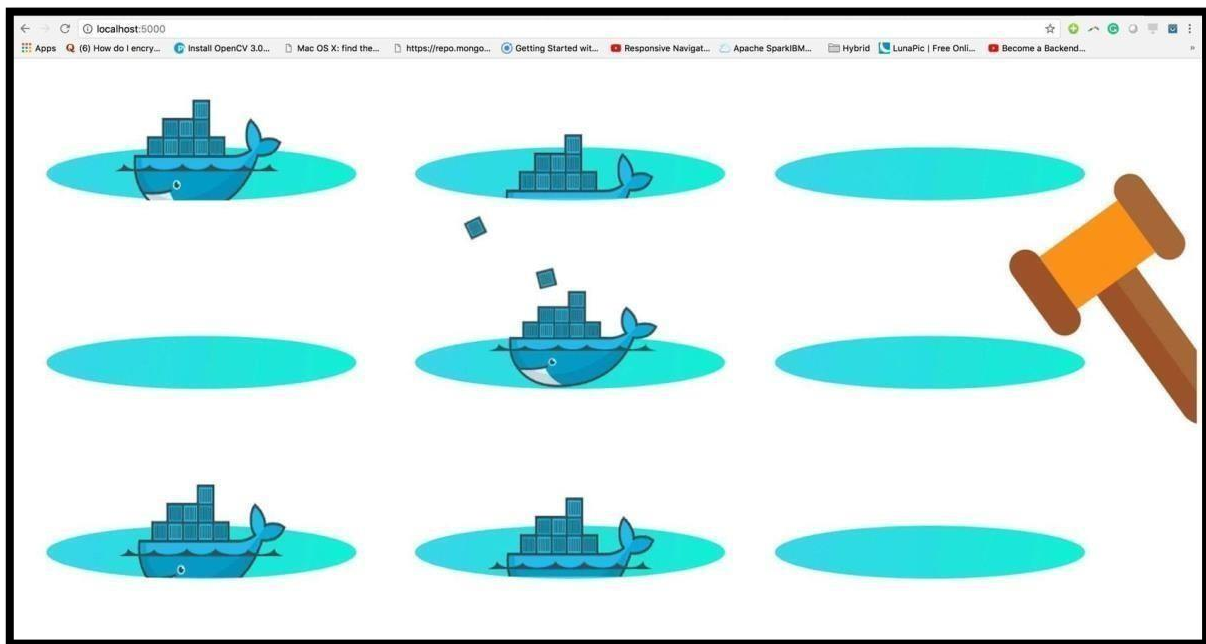 localhost:5000
Apps (6) How do I encry... Install OpenCV 3.0... Mac OS X: find the... https://repo.mongo... Getting Started wit... Responsive Navigat... Apache SparkIBM... Hybrid LunaPic | Free Onli... Become a Backend... »